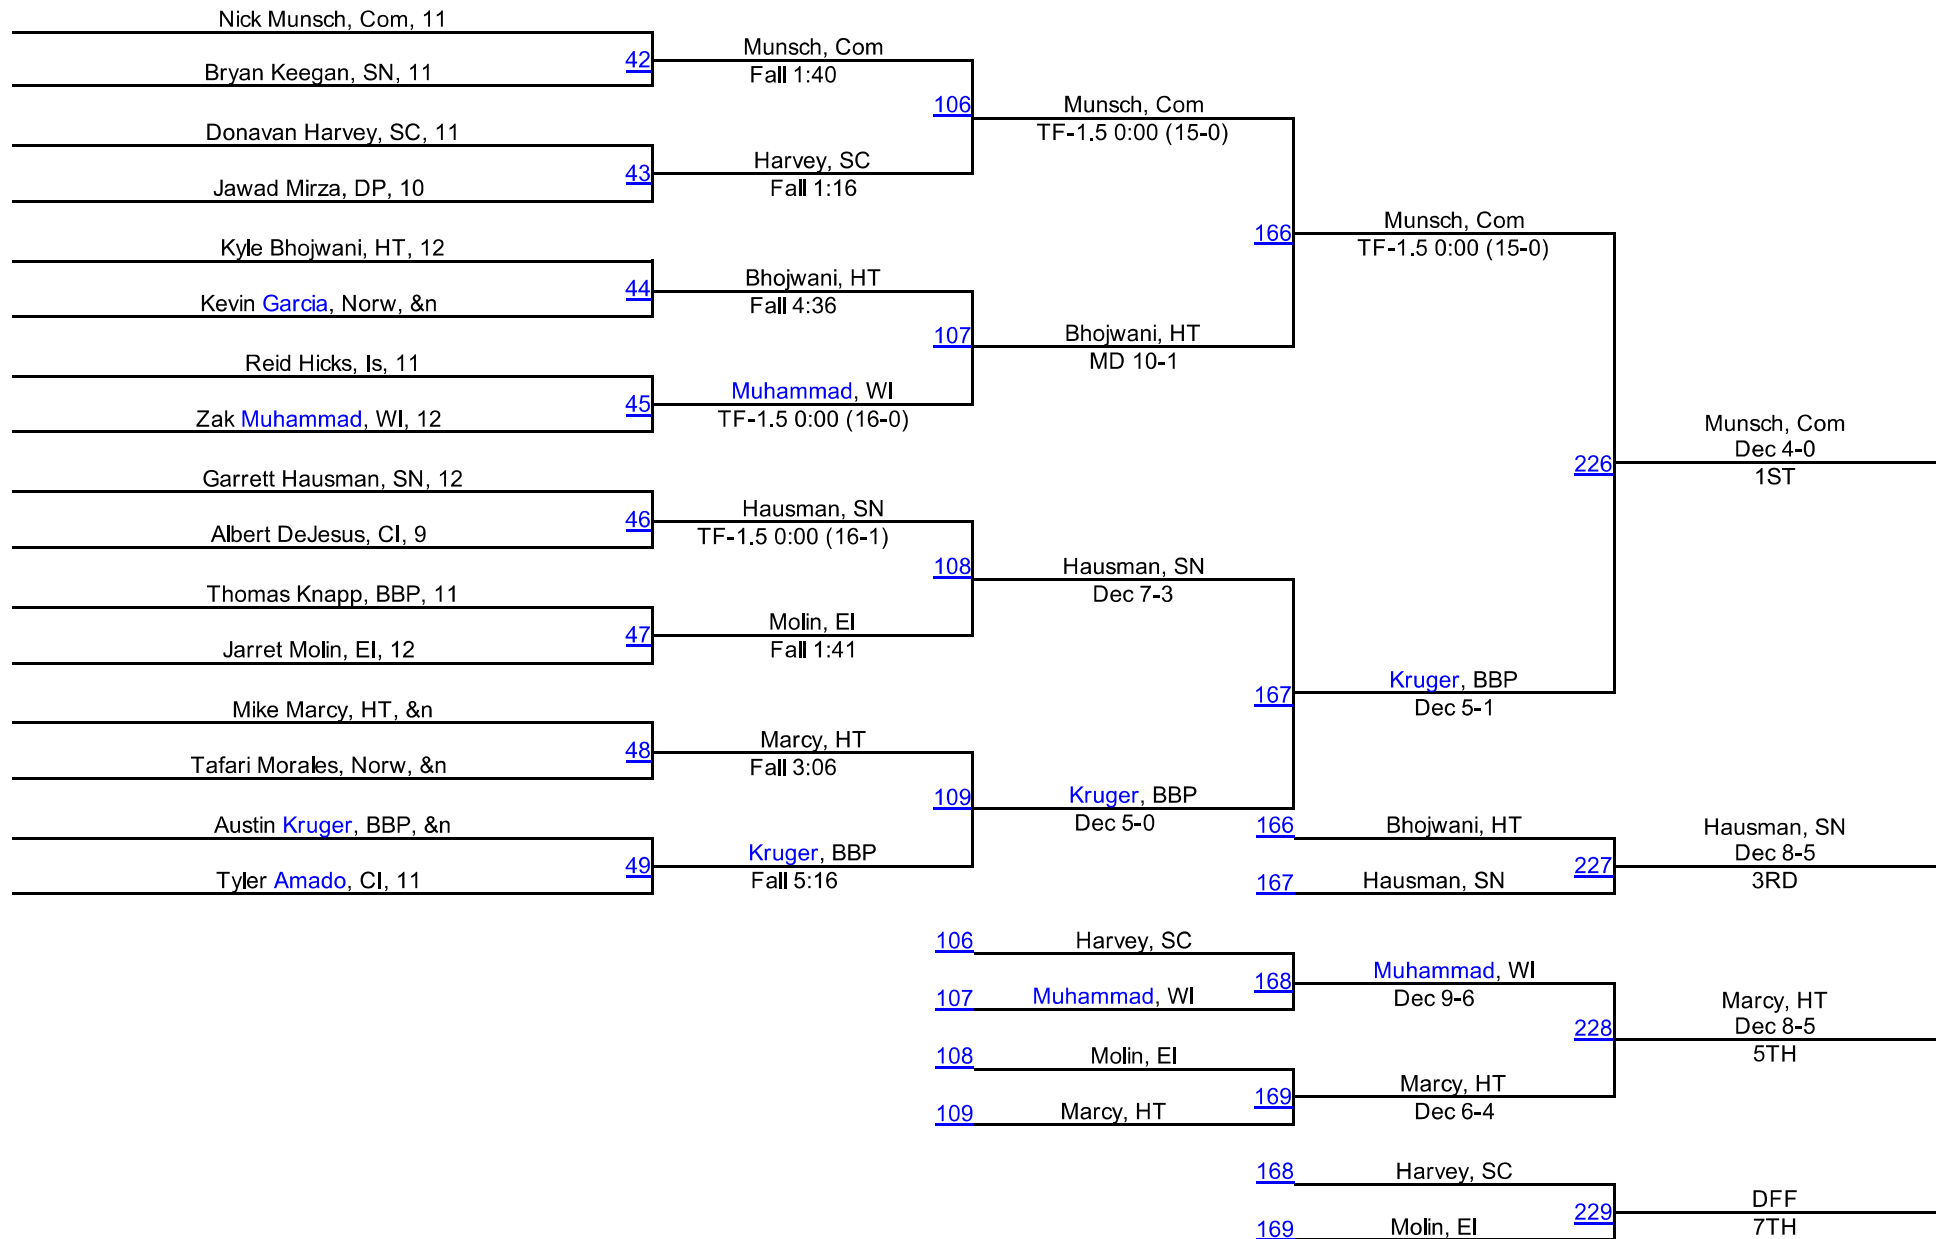 Nick Munsch, Com, 11
42
Bryan Keegan, SN, 11
Munsch, Com
Fall 1:40
106
Donavan Harvey, SC, 11
43
Jawad Mirza, DP, 10
Harvey, SC
Fall 1:16
Munsch, Com
TF-1.5 0:00 (15-0)
166
Kyle Bhojwani, HT, 12
44
Kevin Garcia, Norw, &n
Bhojwani, HT
Fall 4:36
107
Reid Hicks, Is, 11
45
Zak Muhammad, WI, 12
Muhammad, WI
TF-1.5 0:00 (16-0)
Bhojwani, HT
MD 10-1
Munsch, Com
TF-1.5 0:00 (15-0)
226
Garrett Hausman, SN, 12
46
Albert DeJesus, CI, 9
Hausman, SN
TF-1.5 0:00 (16-1)
108
Thomas Knapp, BBP, 11
47
Jarret Molin, EI, 12
Molin, EI
Fall 1:41
Hausman, SN
Dec 7-3
167
Mike Marcy, HT, &n
48
Tafari Morales, Norw, &n
Marcy, HT
Fall 3:06
109
Austin Kruger, BBP, &n
49
Tyler Amado, CI, 11
Kruger, BBP
Fall 5:16
Kruger, BBP
Dec 5-0
Kruger, BBP
Dec 5-1
Munsch, Com
Dec 4-0
1ST
166
Bhojwani, HT
227
167
Hausman, SN
Hausman, SN
Dec 8-5
3RD
106
Harvey, SC
168
107
Muhammad, WI
Muhammad, WI
Dec 9-6
228
108
Molin, EI
169
109
Marcy, HT
Marcy, HT
Dec 6-4
Marcy, HT
Dec 8-5
5TH
168
Harvey, SC
229
169
Molin, EI
DFF
7TH